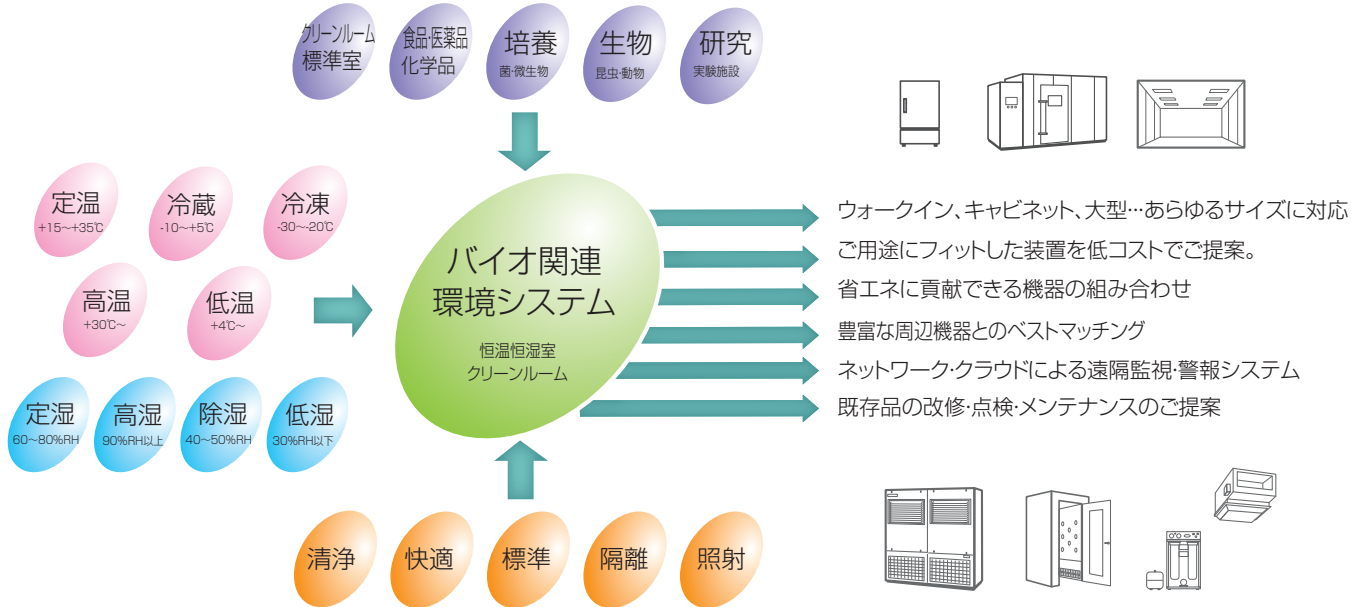 クリーンルーム
標準室
食品・医薬品
化学品
培養
菌・微生物
生物
昆虫・動物
研究
実験施設
定温
+15〜+35℃
冷蔵
-10〜+5℃
冷凍
-30〜-20℃
高温
+30℃〜
低温
+4℃〜
定湿
60〜80%RH
高湿
90%RH以上
除湿
40〜50%RH
低湿
30%RH以下
バイオ関連
環境システム
恒温恒湿室
クリーンルーム
ウォークイン、キャビネット、大型…あらゆるサイズに対応
ご用途にフィットした装置を低コストでご提案。
省エネに貢献できる機器の組み合わせ
豊富な周辺機器とのベストマッチング
ネットワーク・クラウドによる遠隔監視・警報システム
既存品の改修・点検・メンテナンスのご提案
清浄
快適
標準
隔離
照射